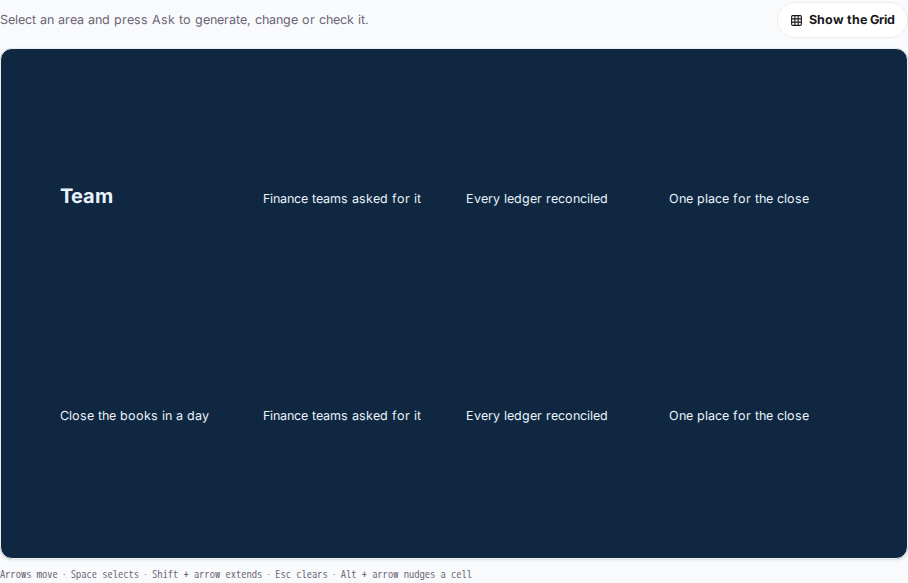 Select an area and press Ask to generate, change or check it.
Show the Grid
Team
Finance teams asked for it
Every ledger reconciled
One place for the close
Close the books in a day
Finance teams asked for it
Every ledger reconciled
One place for the close
Arrows move · Space selects · Shift + arrow extends · Esc clears · Alt + arrow nudges a cell